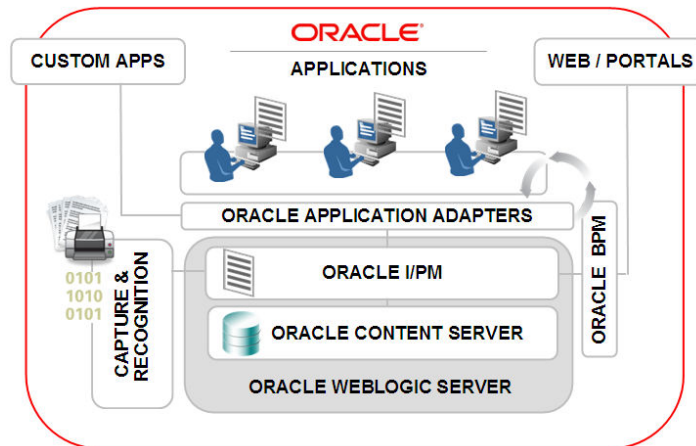 ORACLE®
CUSTOM APPS
APPLICATIONS
WEB / PORTALS
ORACLE APPLICATION ADAPTERS
ORACLE I/PM
ORACLE CONTENT SERVER
ORACLE WEBLOGIC SERVER
0101
1010
0101
CAPTURE &
RECOGNITION
ORACLE BPM